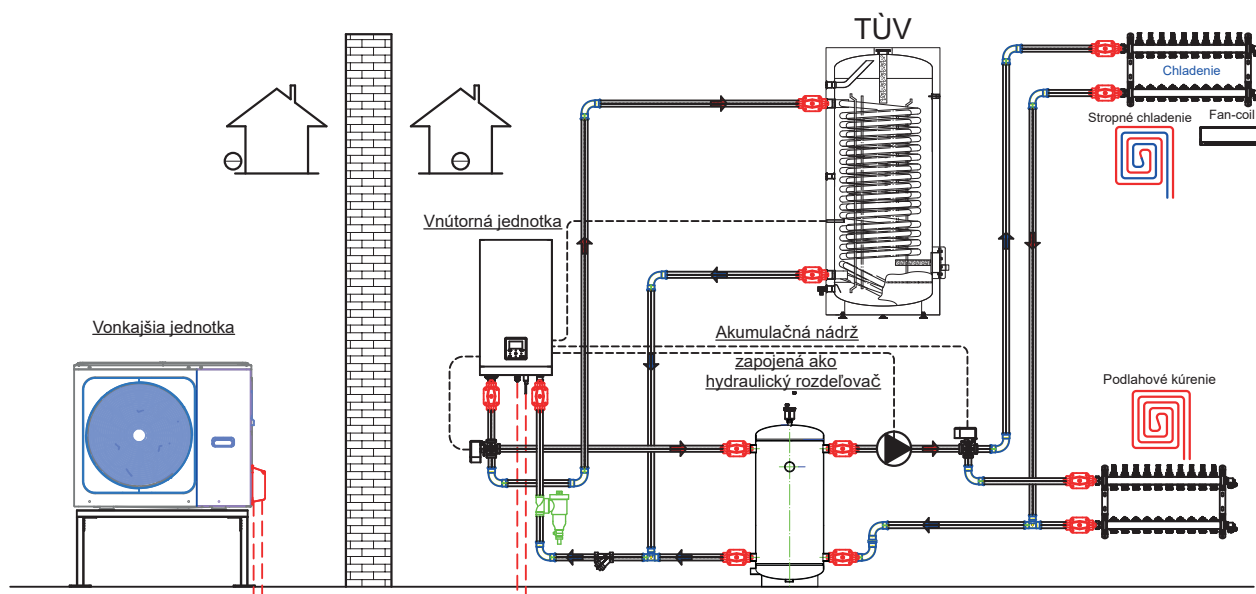 TÙV
Chladenie
Stropné chladenie
Fan-coil
Vnútorná jednotka
Vonkajšia jednotka
Akumulačná nádrž
zapojená ako
hydraulický rozdeľovač
Podlahové kúrenie